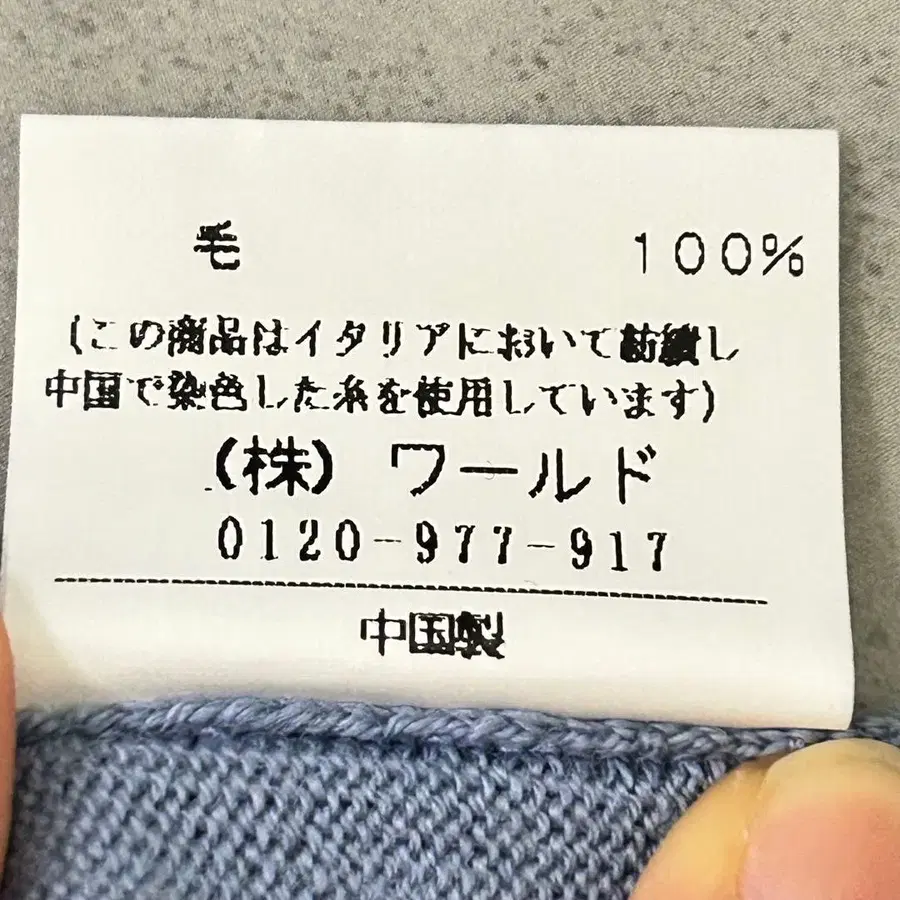 毛 100%
(この商品はイタリアにおいて紡績し
中国で染色した糸を使用しています)
(株) ワールド
0120-977-917
中国製